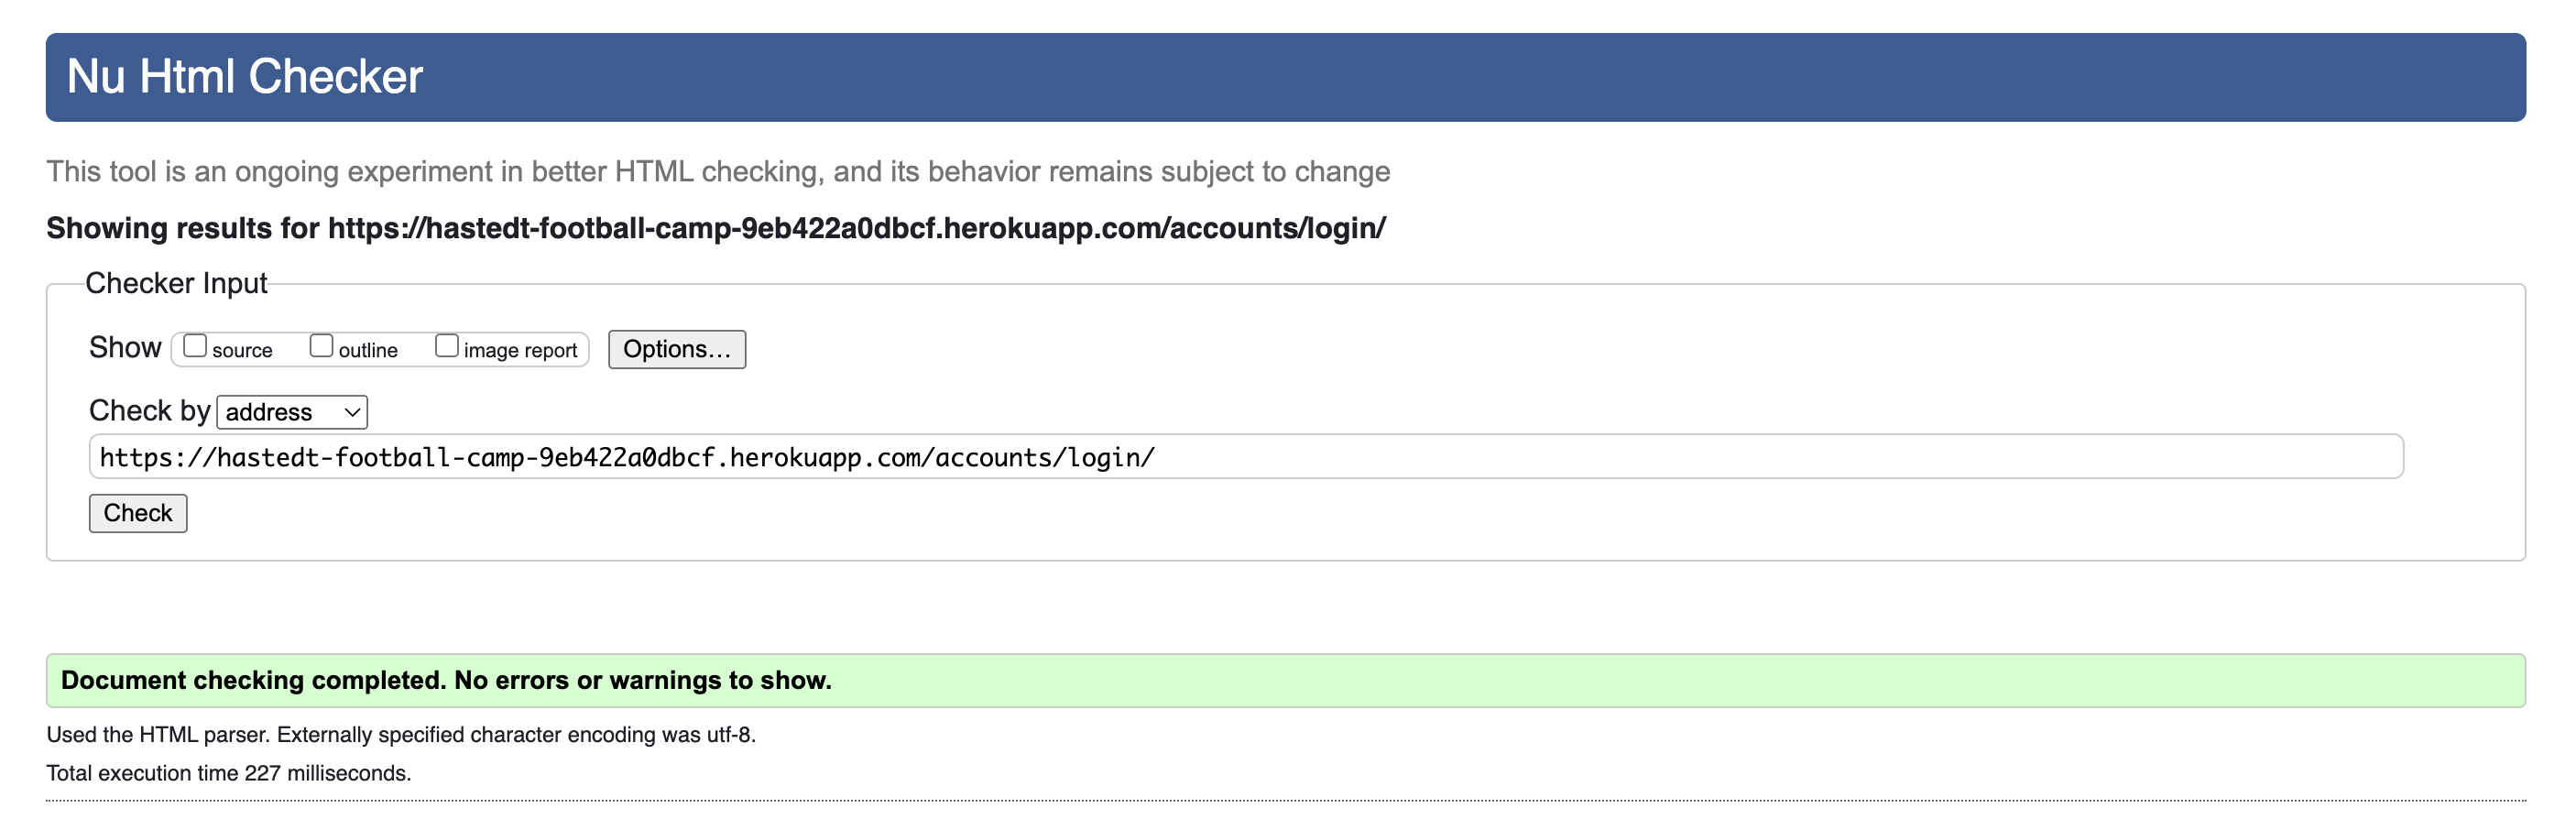 Nu Html Checker
This tool is an ongoing experiment in better HTML checking, and its behavior remains subject to change
Showing results for https://hastedt-football-camp-9eb422a0dbcf.herokuapp.com/accounts/login/
Checker Input
Show source outline image report Options...
Check by address
https://hastedt-football-camp-9eb422a0dbcf.herokuapp.com/accounts/login/
Check
Document checking completed. No errors or warnings to show.
Used the HTML parser. Externally specified character encoding was utf-8.
Total execution time 227 milliseconds.